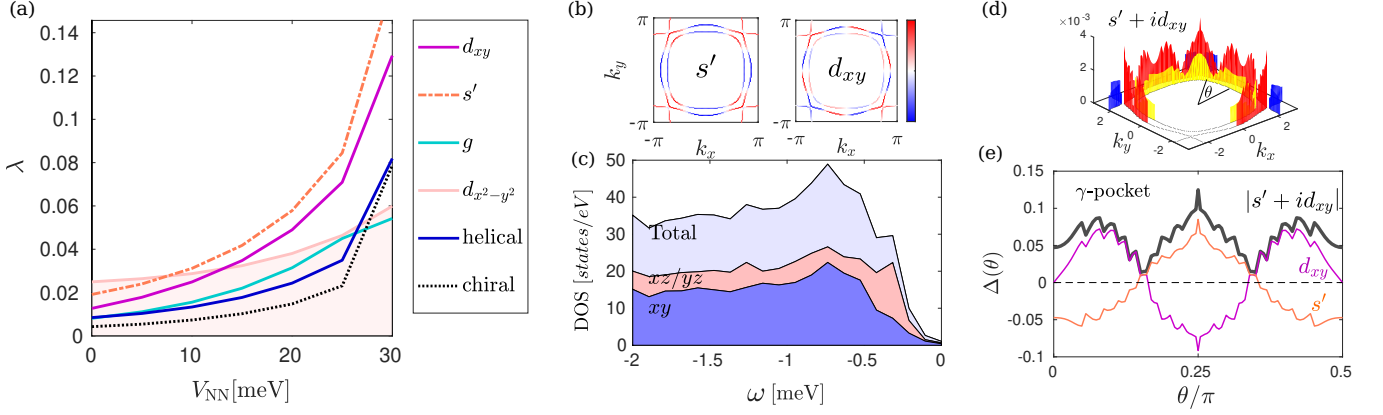 (a)
0.14
0.12
0.1
0.08
0.06
0.04
0.02
0
λ
0
10
20
30
V_NN[meV]
d_xy
s′
g
d_x²−y²
helical
chiral
(b)
π
-π
k_y
s′
-π
π
k_x
π
-π
d_xy
-π
π
k_x
(c)
50
40
30
20
10
0
DOS [states/eV]
Total
xz/yz
xy
-2
-1.5
-1
-0.5
0
ω [meV]
(d)
×10⁻³
s′ + id_xy
4
2
0
θ
2
0
-2
k_y
-2
0
2
k_x
(e)
0.15
0.1
0.05
0
-0.05
-0.1
Δ(θ)
γ-pocket
|s′ + id_xy|
d_xy
s′
0
0.25
0.5
θ/π